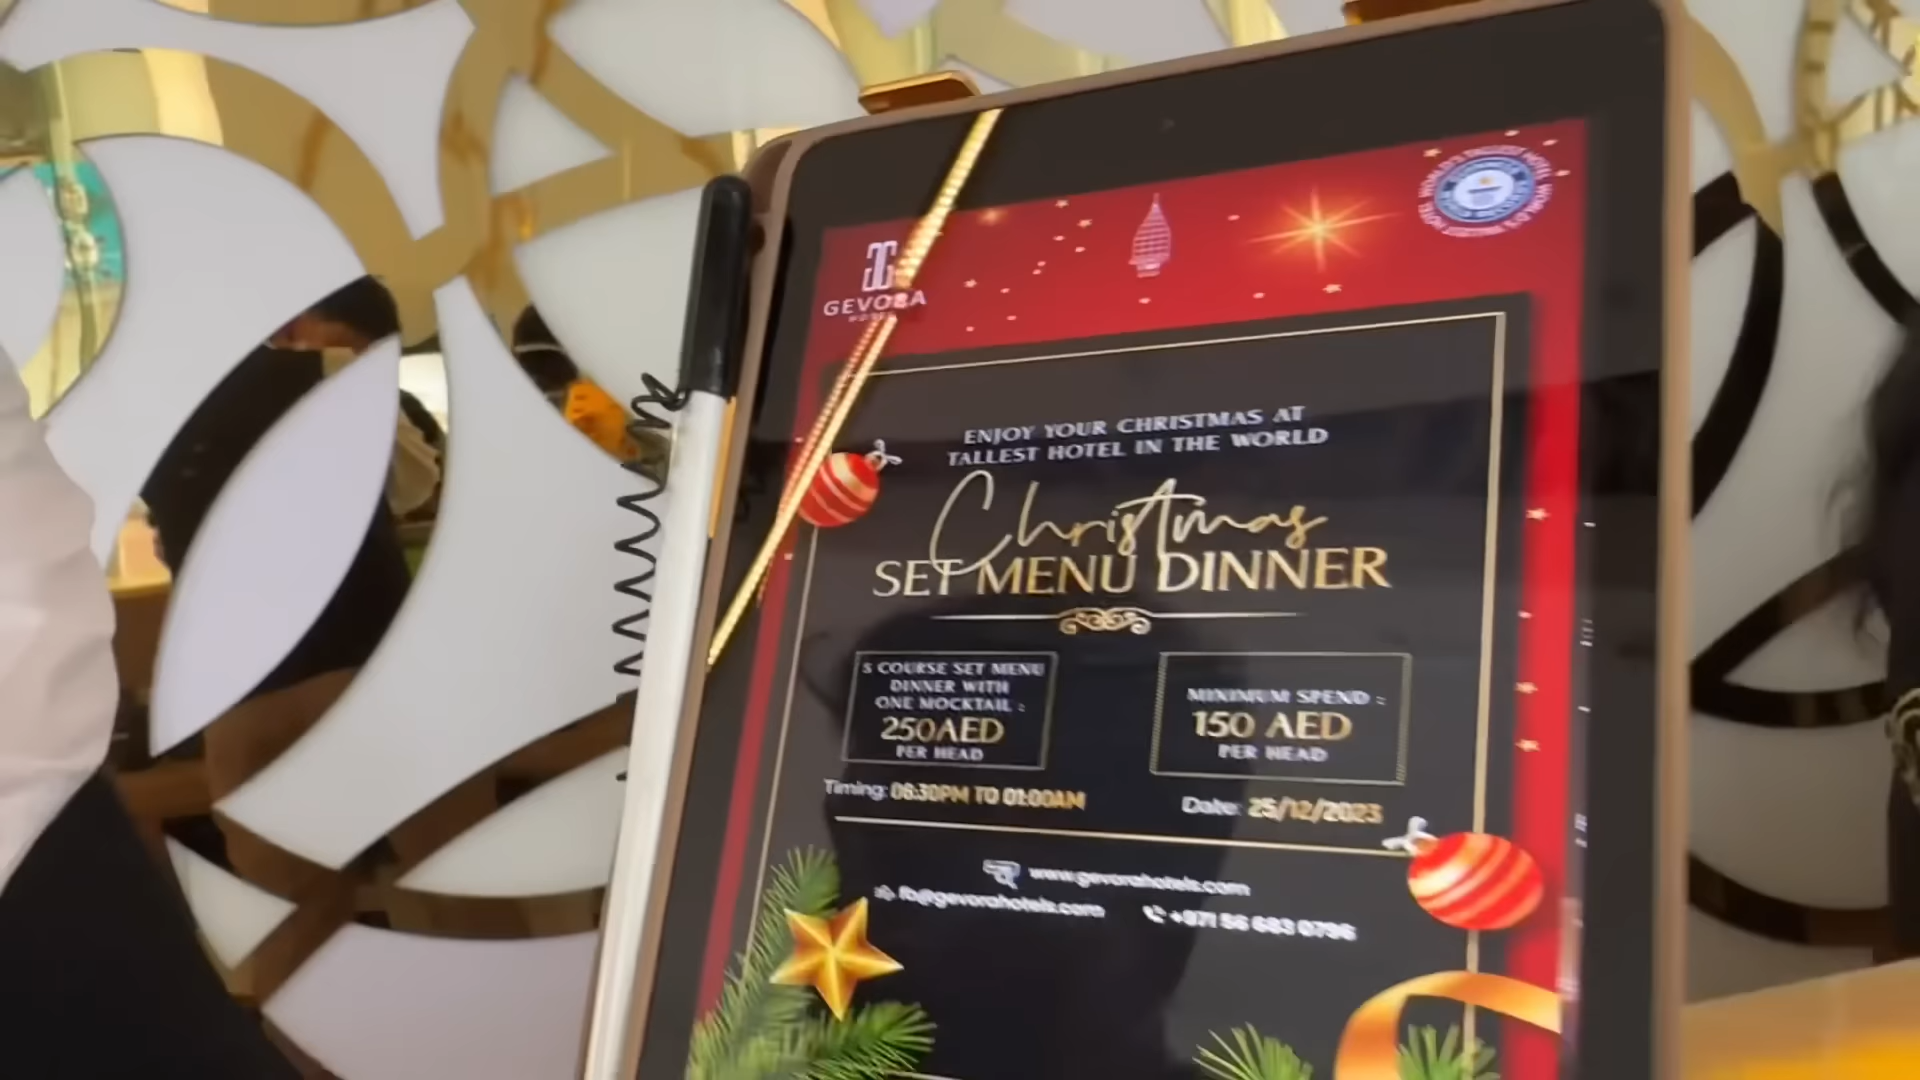 GEVORA
HOTEL
ENJOY YOUR CHRISTMAS AT
TALLEST HOTEL IN THE WORLD
Christmas
SET MENU DINNER
5 COURSE SET MENU
DINNER WITH
ONE MOCKTAIL :
250AED
PER HEAD
MINIMUM SPEND :
150 AED
PER HEAD
Timing: 08:30PM TO 01:00AM
Date: 25/12/2023
www.gevorahotels.com
fb@gevorahotels.com
+971 56 683 0796